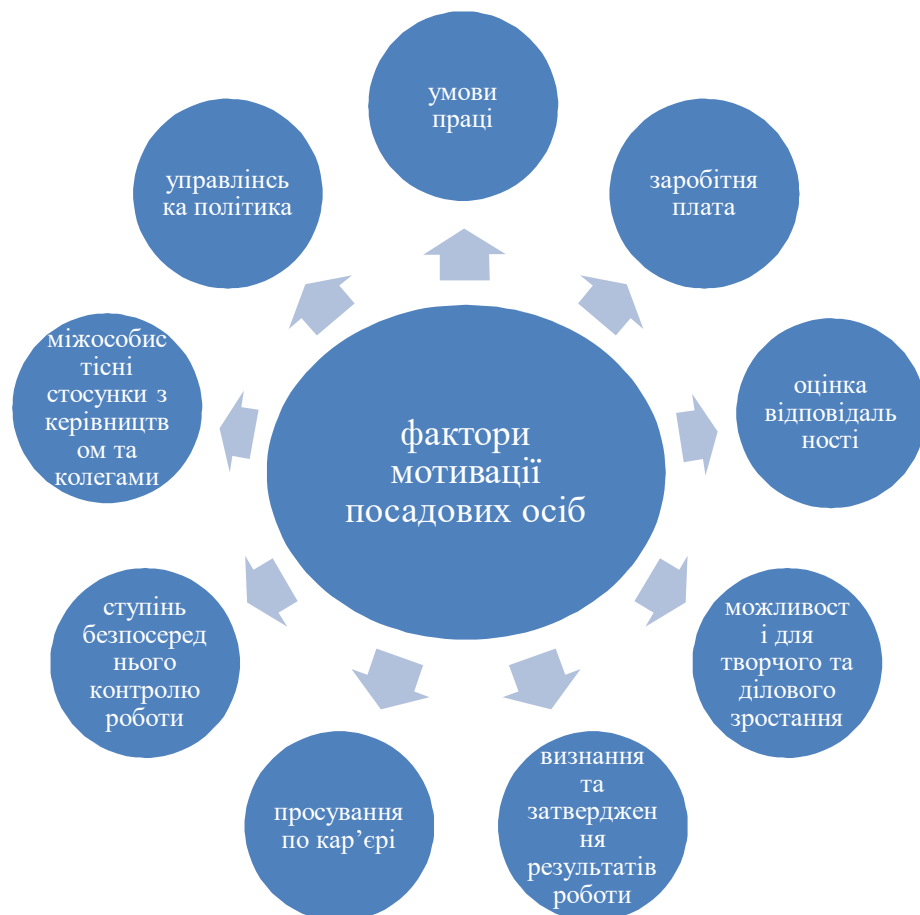 умови
праці
заробітня
плата
оцінка
відповідаль
ності
можливост
і для
творчого та
ділового
зростання
визнання
та
затверджен
ня
результатів
роботи
просування
по кар’єрі
ступінь
безпосеред
нього
контролю
роботи
міжособис
тісні
стосунки з
керівництв
ом та
колегами
управлінсь
ка політика
фактори
мотивації
посадових осіб